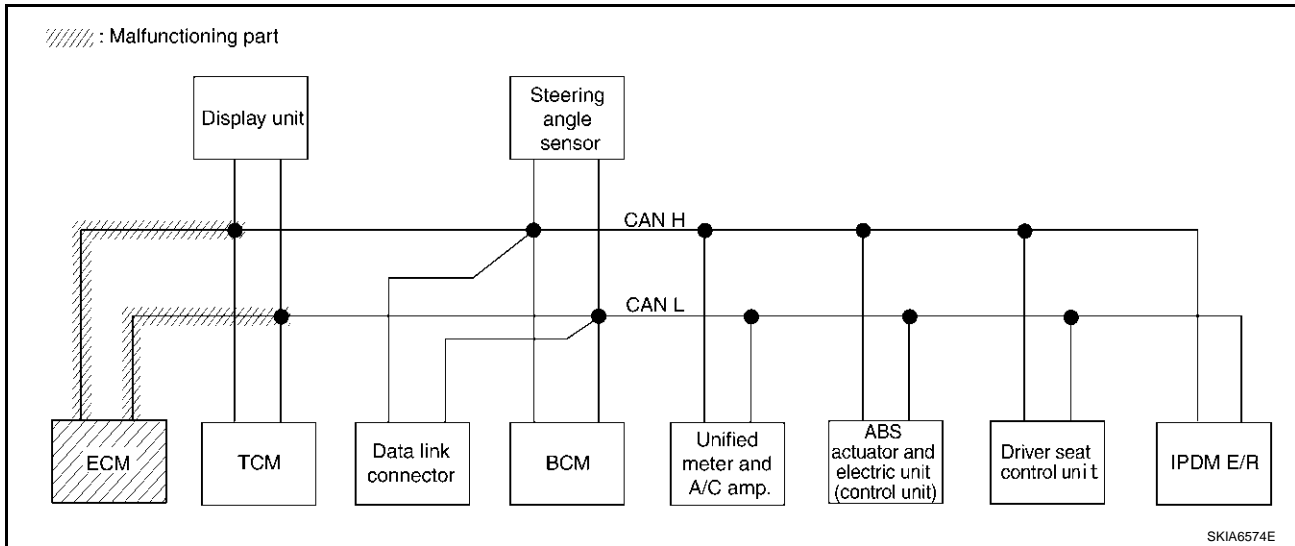 : Malfunctioning part
Display unit
Steering
angle
sensor
CAN H
CAN L
ECM
TCM
Data link
connector
BCM
Unified
meter and
A/C amp.
ABS
actuator and
electric unit
(control unit)
Driver seat
control unit
IPDM E/R
SKIA6574E